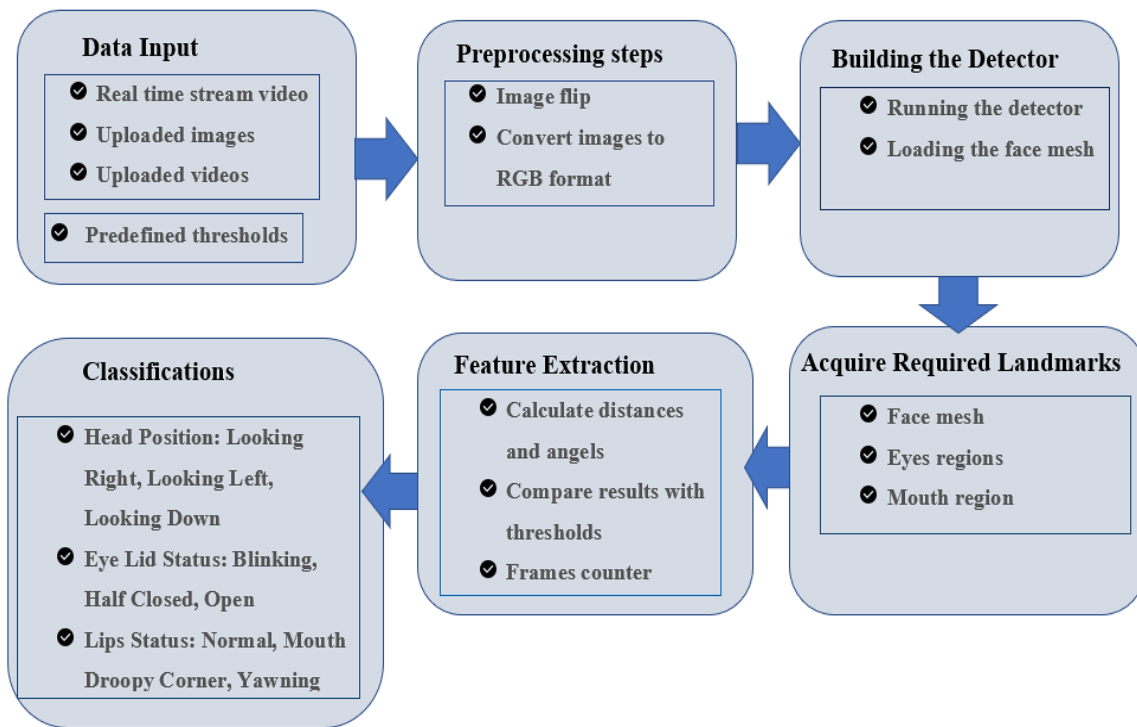 Data Input
Real time stream video
Uploaded images
Uploaded videos
Predefined thresholds
Preprocessing steps
Image flip
Convert images to
RGB format
Building the Detector
Running the detector
Loading the face mesh
Acquire Required Landmarks
Face mesh
Eyes regions
Mouth region
Feature Extraction
Calculate distances
and angels
Compare results with
thresholds
Frames counter
Classifications
Head Position: Looking
Right, Looking Left,
Looking Down
Eye Lid Status: Blinking,
Half Closed, Open
Lips Status: Normal, Mouth
Droopy Corner, Yawning